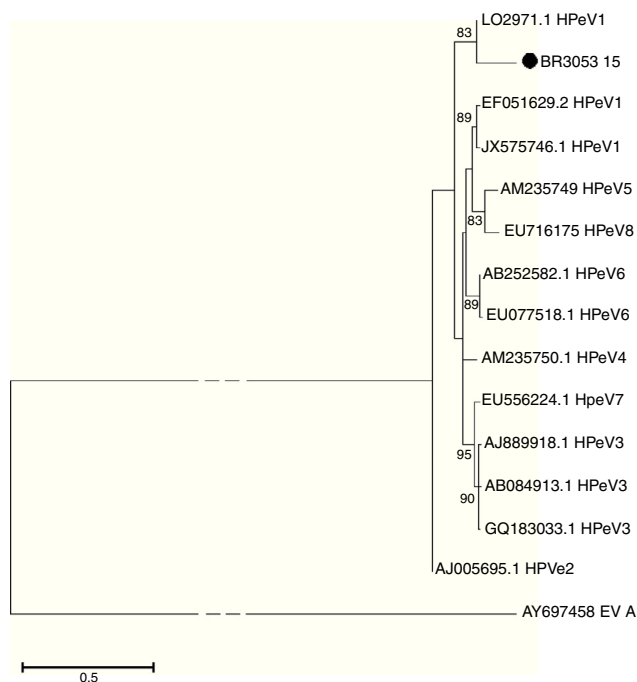 LO2971.1 HPeV1
83
BR3053 15
EF051629.2 HPeV1
89
JX575746.1 HPeV1
AM235749 HPeV5
83
EU716175 HPeV8
AB252582.1 HPeV6
89
EU077518.1 HPeV6
AM235750.1 HPeV4
EU556224.1 HpeV7
AJ889918.1 HPeV3
95
AB084913.1 HPeV3
90
GQ183033.1 HPeV3
AJ005695.1 HPVe2
AY697458 EV A
0.5